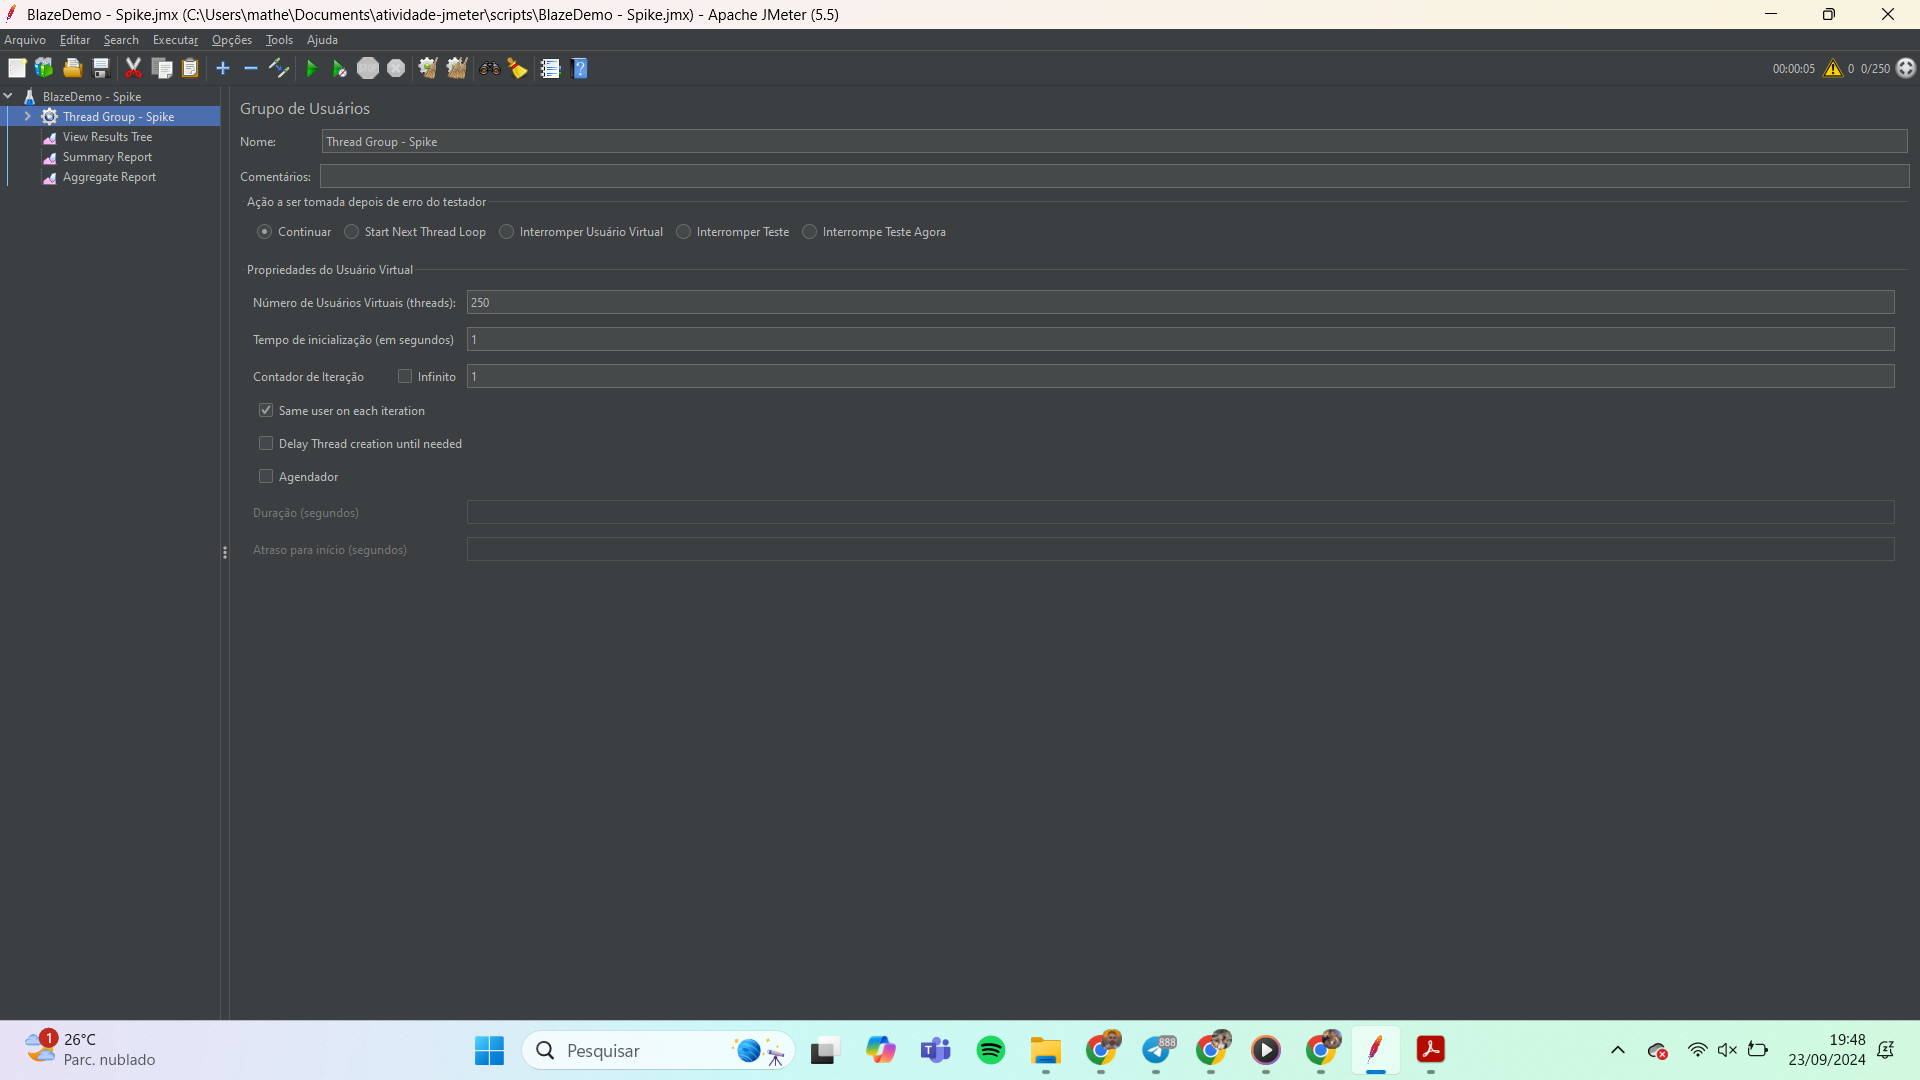 BlazeDemo - Spike.jmx (C:\Users\mathe\Documents\atividade-jmeter\scripts\BlazeDemo - Spike.jmx) - Apache JMeter (5.5)
Arquivo Editar Search Executar Opções Tools Ajuda
STOP
00:00:05 0 0/250
BlazeDemo - Spike
Thread Group - Spike
View Results Tree
Summary Report
Aggregate Report
Grupo de Usuários
Nome: Thread Group - Spike
Comentários:
Ação a ser tomada depois de erro do testador
Continuar Start Next Thread Loop Interromper Usuário Virtual Interromper Teste Interrompe Teste Agora
Propriedades do Usuário Virtual
Número de Usuários Virtuais (threads): 250
Tempo de inicialização (em segundos) 1
Contador de Iteração Infinito 1
Same user on each iteration
Delay Thread creation until needed
Agendador
Duração (segundos)
Atraso para início (segundos)
1
26°C
Parc. nublado
Pesquisar
888
19:48
23/09/2024